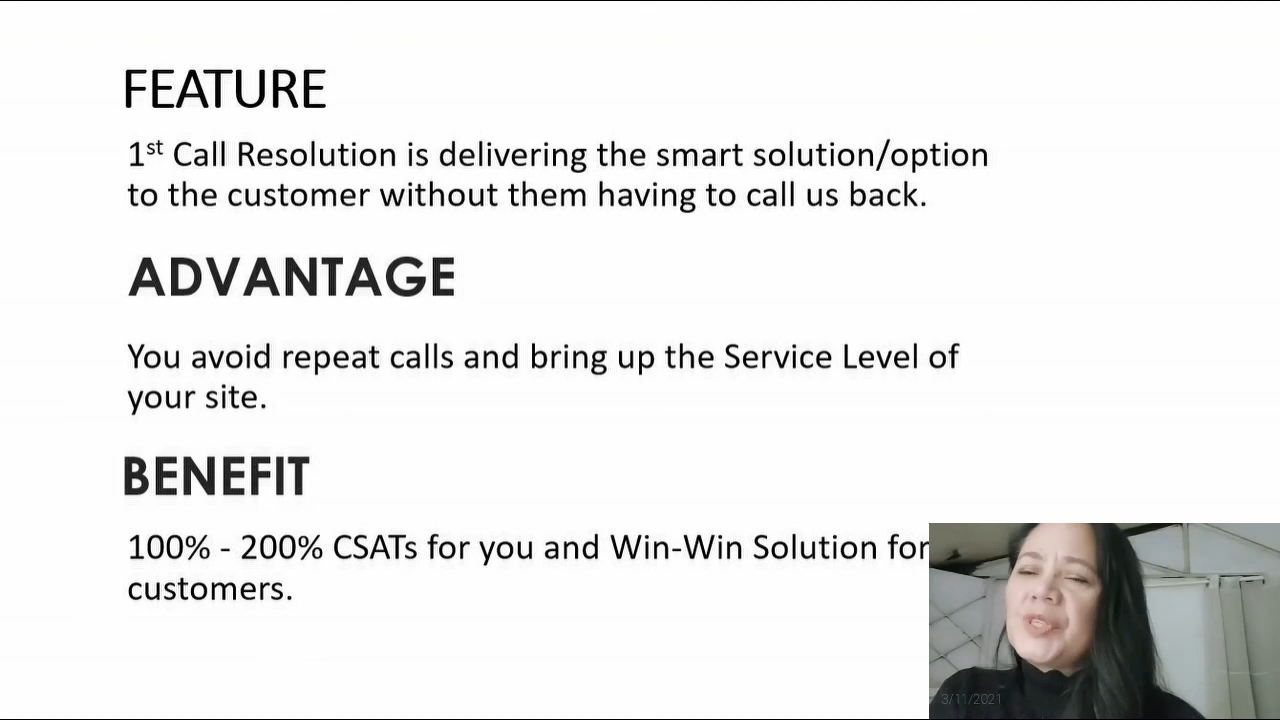 FEATURE
1st Call Resolution is delivering the smart solution/option
to the customer without them having to call us back.
ADVANTAGE
You avoid repeat calls and bring up the Service Level of
your site.
BENEFIT
100% - 200% CSATs for you and Win-Win Solution for
customers.
3/11/2021